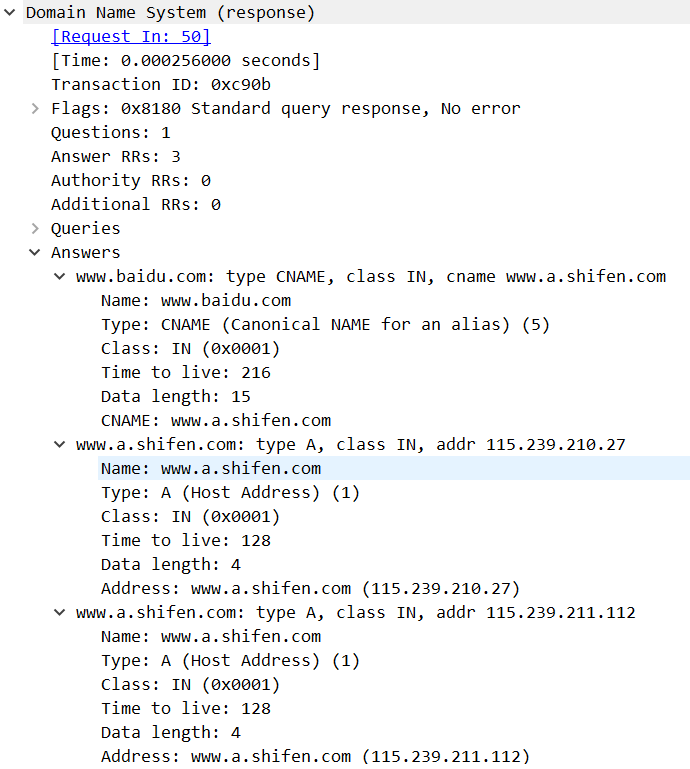 Domain Name System (response)
[Request In: 50]
[Time: 0.000256000 seconds]
Transaction ID: 0xc90b
Flags: 0x8180 Standard query response, No error
Questions: 1
Answer RRs: 3
Authority RRs: 0
Additional RRs: 0
Queries
Answers
www.baidu.com: type CNAME, class IN, cname www.a.shifen.com
Name: www.baidu.com
Type: CNAME (Canonical NAME for an alias) (5)
Class: IN (0x0001)
Time to live: 216
Data length: 15
CNAME: www.a.shifen.com
www.a.shifen.com: type A, class IN, addr 115.239.210.27
Name: www.a.shifen.com
Type: A (Host Address) (1)
Class: IN (0x0001)
Time to live: 128
Data length: 4
Address: www.a.shifen.com (115.239.210.27)
www.a.shifen.com: type A, class IN, addr 115.239.211.112
Name: www.a.shifen.com
Type: A (Host Address) (1)
Class: IN (0x0001)
Time to live: 128
Data length: 4
Address: www.a.shifen.com (115.239.211.112)